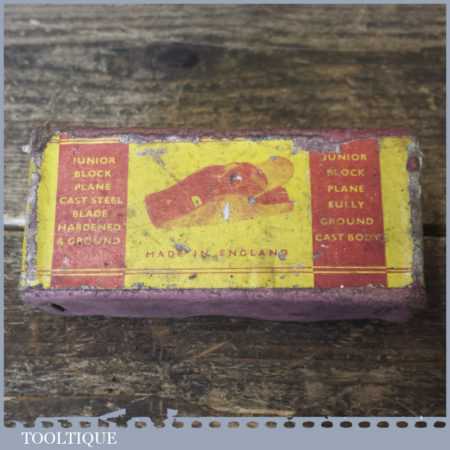 JUNIOR
BLOCK
PLANE
CAST STEEL
BLADE
HARDENED
& GROUND
MADE IN ENGLAND
JUNIOR
BLOCK
PLANE
FULLY
GROUND
CAST BODY
TOOLTIQUE